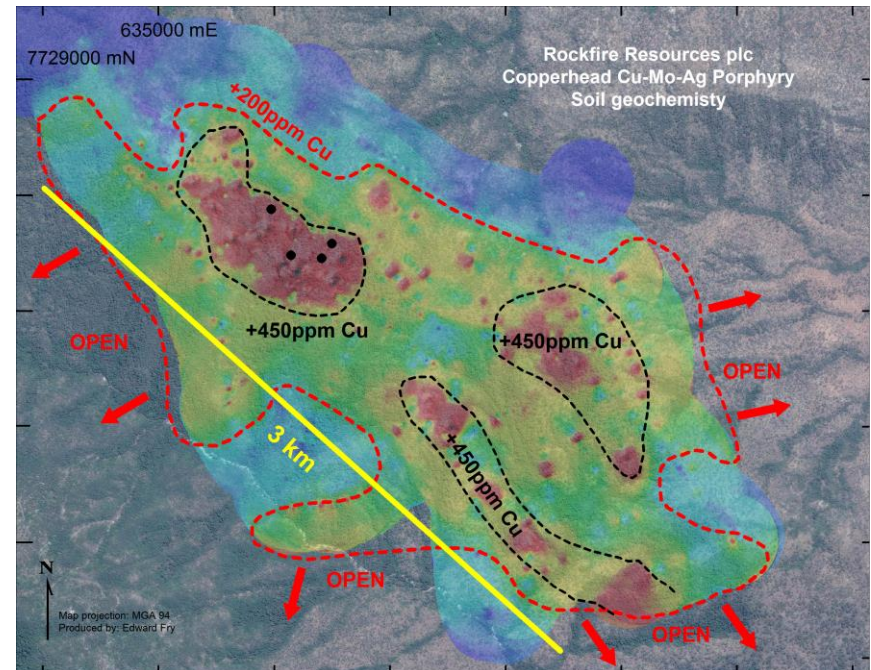 635000 mE
7729000 mN
Rockfire Resources plc
Copperhead Cu-Mo-Ag Porphyry
Soil geochemisty
+200ppm Cu
+450ppm Cu
+450ppm Cu
OPEN
OPEN
+450ppm Cu
3 km
OPEN
OPEN
N
Map projection: MGA 94
Produced by: Edward Fry